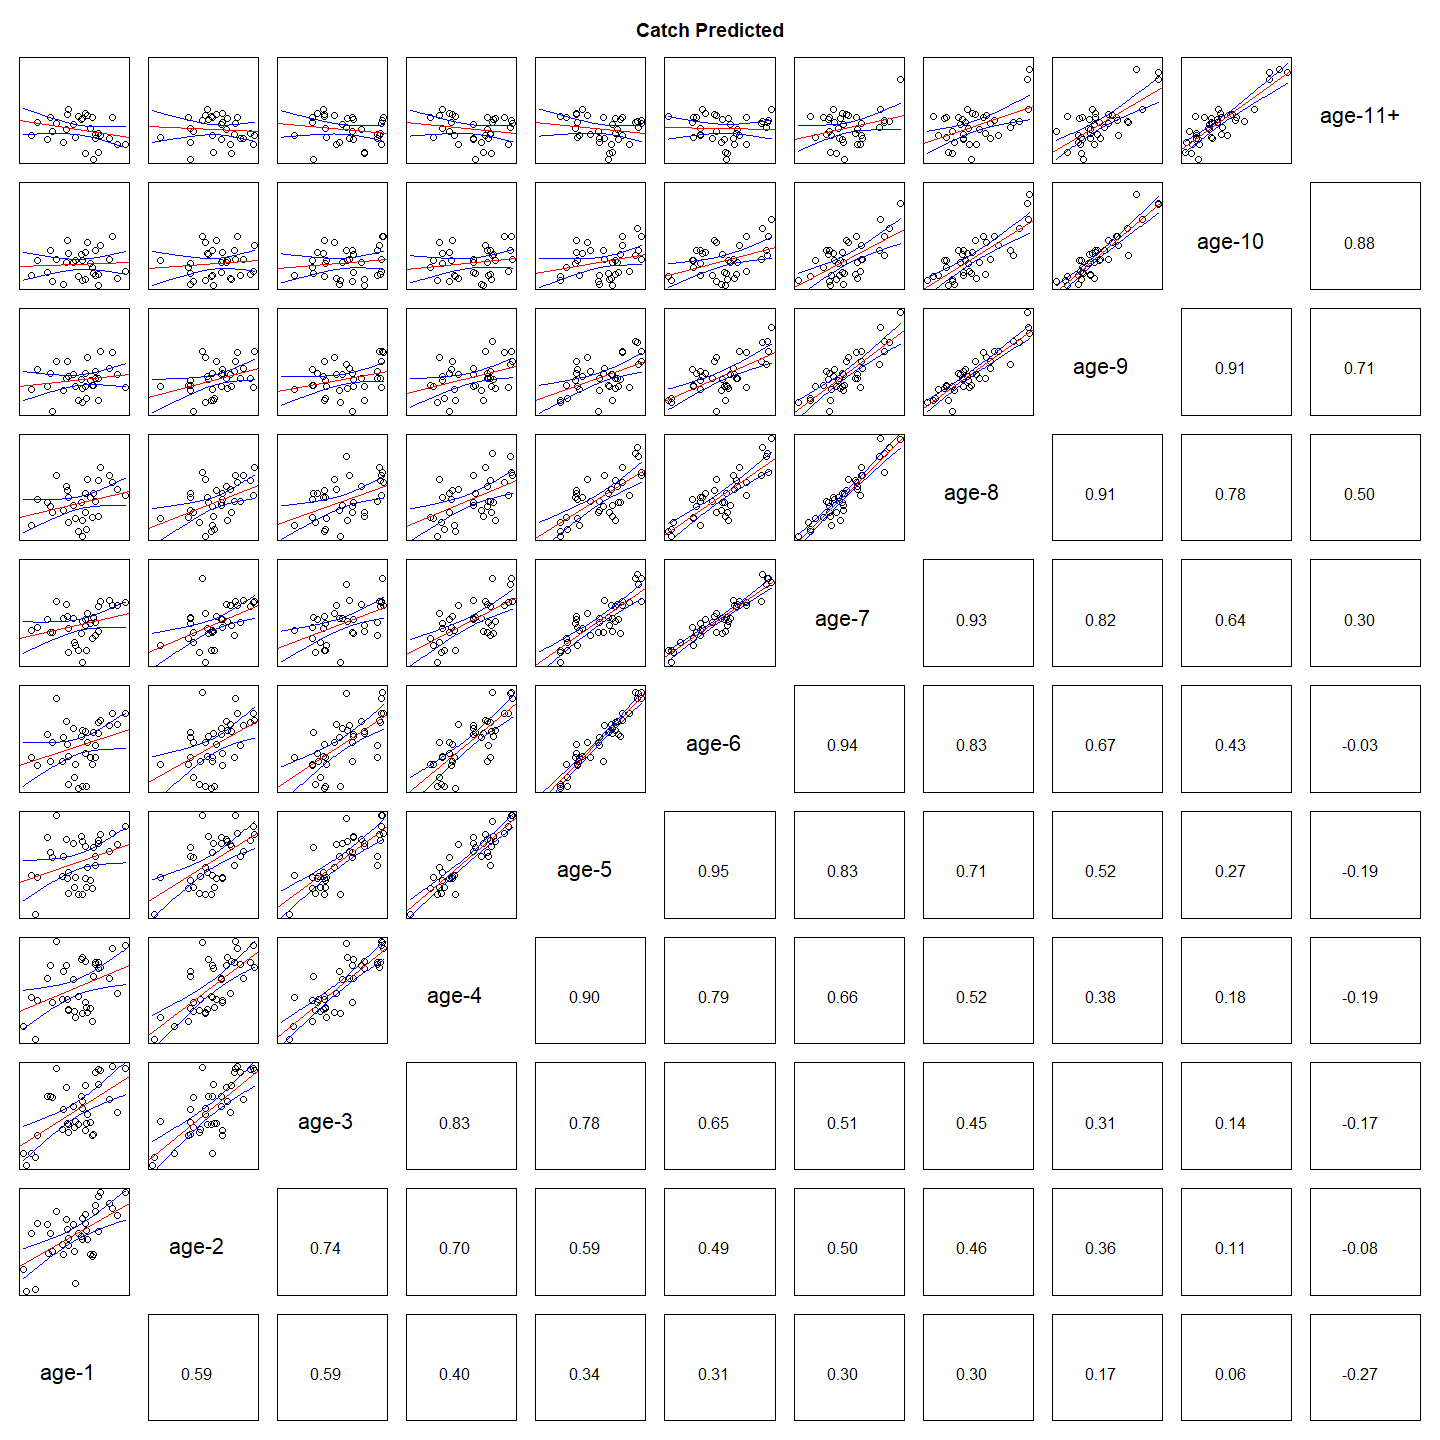 Catch Predicted
age-11+
age-10 0.88
age-9 0.91 0.71
age-8 0.91 0.78 0.50
age-7 0.93 0.82 0.64 0.30
age-6 0.94 0.83 0.67 0.43 -0.03
age-5 0.95 0.83 0.71 0.52 0.27 -0.19
age-4 0.90 0.79 0.66 0.52 0.38 0.18 -0.19
age-3 0.83 0.78 0.65 0.51 0.45 0.31 0.14 -0.17
age-2 0.74 0.70 0.59 0.49 0.50 0.46 0.36 0.11 -0.08
age-1 0.59 0.59 0.40 0.34 0.31 0.30 0.30 0.17 0.06 -0.27